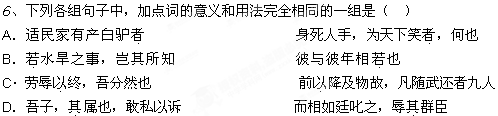 6、下列各组句子中，加点词的意义和用法完全相同的一组是（　）
A．适民家有产白驴者　身死人手，为天下笑者，何也
B．若水旱之事，岂其所知　彼与彼年相若也
C．劳辱以终，吾分然也　前以降及物故，凡随武还者九人
D．吾子，其属也，敢私以诉　而相如廷叱之，辱其群臣